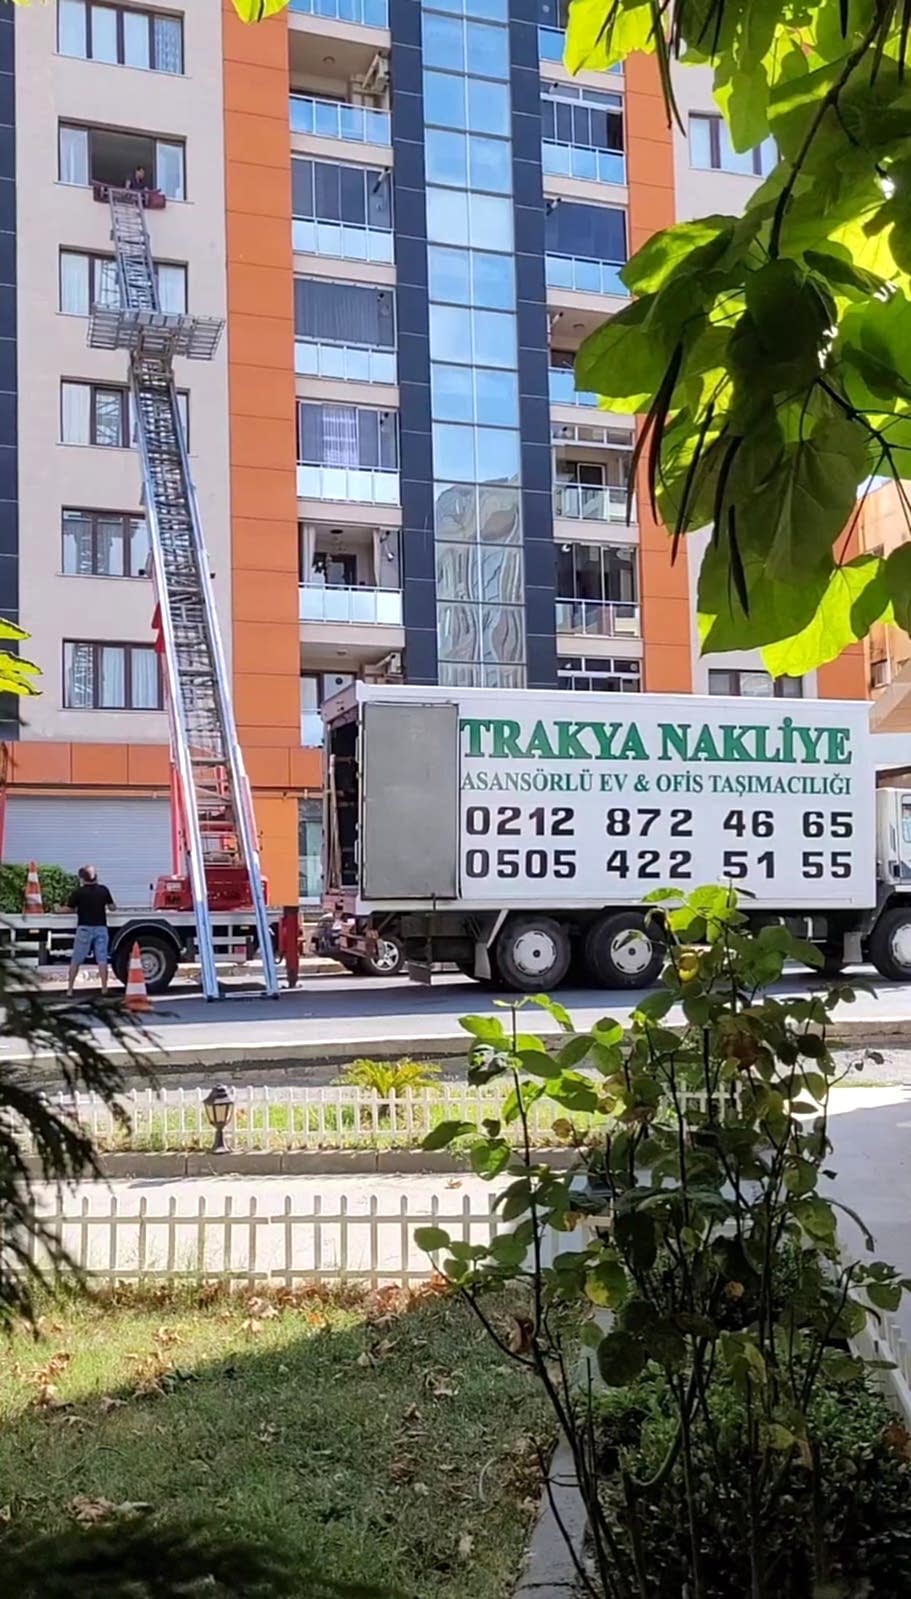 TRAKYA NAKLİYE
ASANSÖRLÜ EV & OFİS TAŞIMACILIĞI
0212 872 46 65
0505 422 51 55